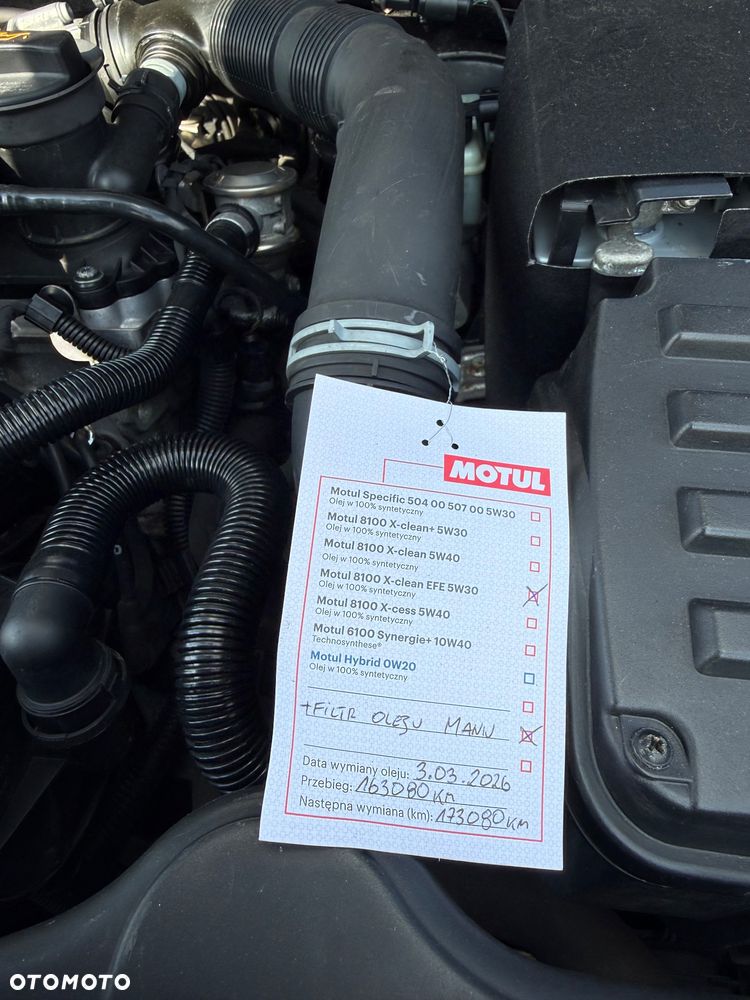 MOTUL
Motul Specific 504 00 507 00 5W30
Olej w 100% syntetyczny
Motul 8100 X-clean+ 5W30
Olej w 100% syntetyczny
Motul 8100 X-clean 5W40
Olej w 100% syntetyczny
Motul 8100 X-clean EFE 5W30
Olej w 100% syntetyczny
Motul 8100 X-cess 5W40
Olej w 100% syntetyczny
Motul 6100 Synergie+ 10W40
Technosynthese®
Motul Hybrid 0W20
Olej w 100% syntetyczny
+FILTR OLEJU MANN
Data wymiany oleju: 3.03.2026
Przebieg: 163080 KM
Następna wymiana (km): 173080 KM
OTOMOTO